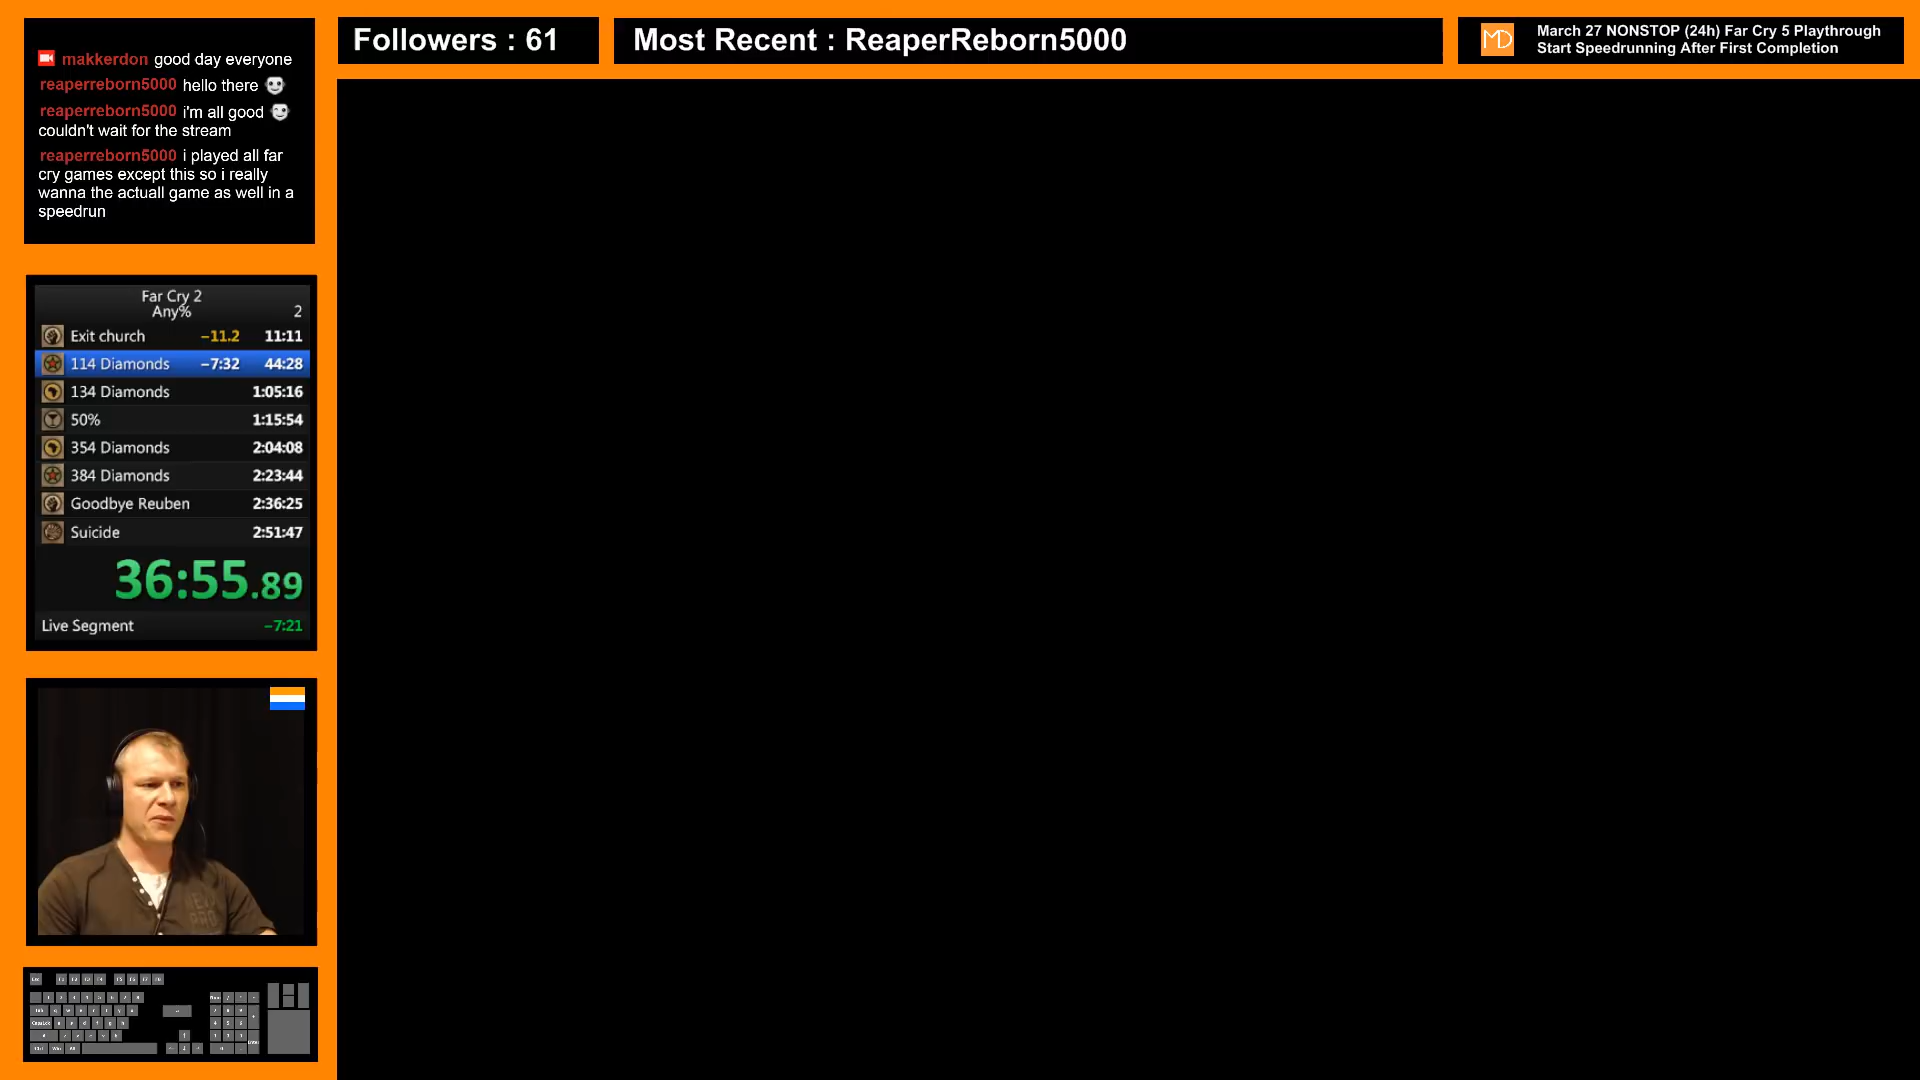 Followers : 61
Most Recent : ReaperReborn5000
MD
March 27 NONSTOP (24h) Far Cry 5 Playthrough
Start Speedrunning After First Completion
makkerdon good day everyone
reaperreborn5000 hello there
reaperreborn5000 i'm all good
couldn't wait for the stream
reaperreborn5000 i played all far
cry games except this so i really
wanna the actuall game as well in a
speedrun
Far Cry 2
Any% 2
Exit church −11.2 11:11
114 Diamonds −7:32 44:28
134 Diamonds 1:05:16
50% 1:15:54
354 Diamonds 2:04:08
384 Diamonds 2:23:44
Goodbye Reuben 2:36:25
Suicide 2:51:47
36:55.89
Live Segment −7:21